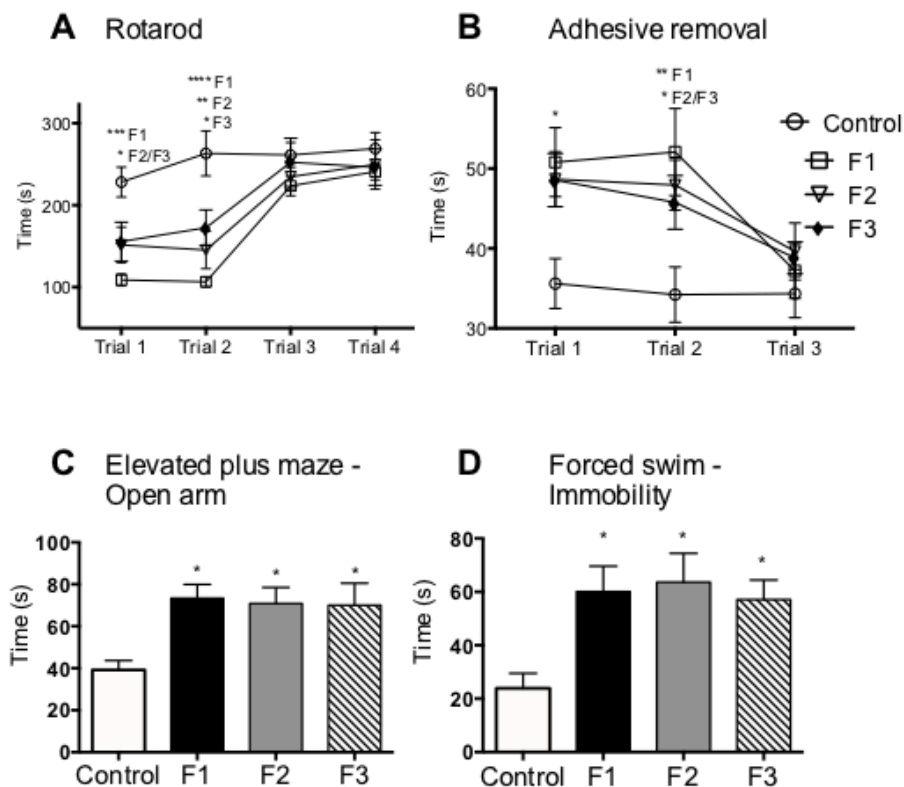 A Rotarod
**** F1
** F2
* F3
*** F1
* F2/F3
300
200
100
Time (s)
Trial 1 Trial 2 Trial 3 Trial 4
B Adhesive removal
** F1
* F2/F3
*
60
50
40
30
Time (s)
Trial 1 Trial 2 Trial 3
Control
F1
F2
F3
C Elevated plus maze -
Open arm
100
80
60
40
20
0
Time (s)
* * *
Control F1 F2 F3
D Forced swim -
Immobility
80
60
40
20
0
Time (s)
* * *
Control F1 F2 F3